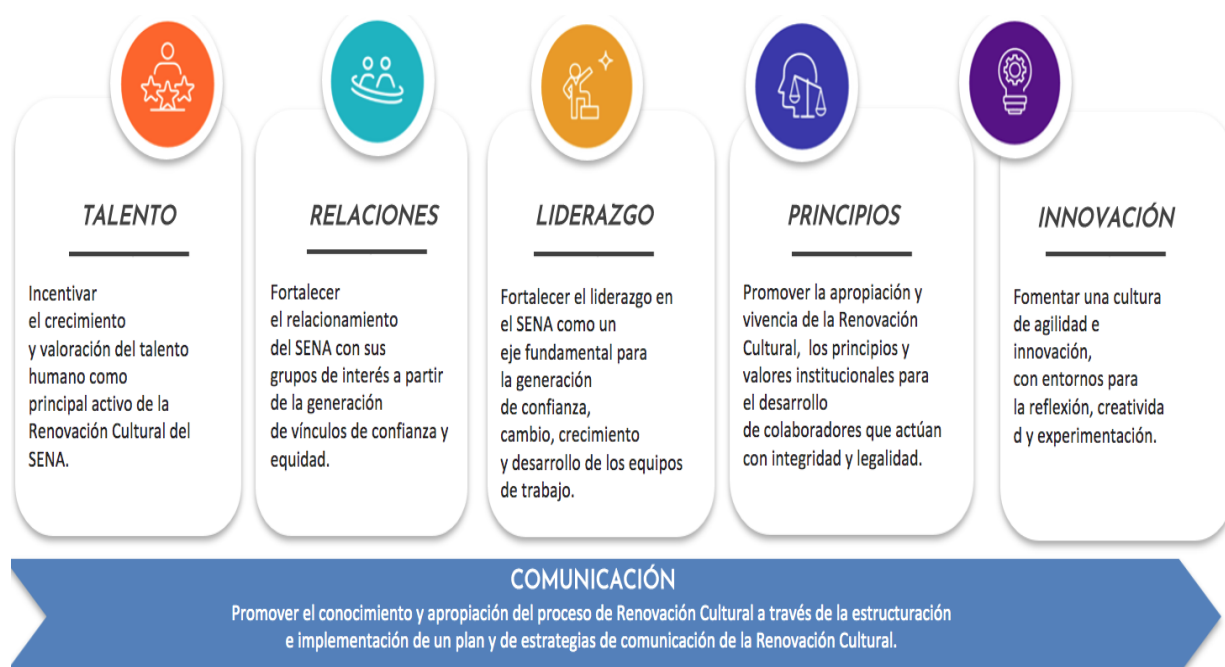 TALENTO
Incentivar
el crecimiento
y valoración del talento
humano como
principal activo de la
Renovación Cultural del
SENA.
RELACIONES
Fortalecer
el relacionamiento
del SENA con sus
grupos de interés a partir
de la generación
de vínculos de confianza y
equidad.
LIDERAZGO
Fortalecer el liderazgo en
el SENA como un
eje fundamental para
la generación
de confianza,
cambio, crecimiento
y desarrollo de los equipos
de trabajo.
PRINCIPIOS
Promover la apropiación y
vivencia de la Renovación
Cultural, los principios y
valores institucionales para
el desarrollo
de colaboradores que actúan
con integridad y legalidad.
INNOVACIÓN
Fomentar una cultura
de agilidad e
innovación,
con entornos para
la reflexión, creativida
d y experimentación.
COMUNICACIÓN
Promover el conocimiento y apropiación del proceso de Renovación Cultural a través de la estructuración
e implementación de un plan y de estrategias de comunicación de la Renovación Cultural.